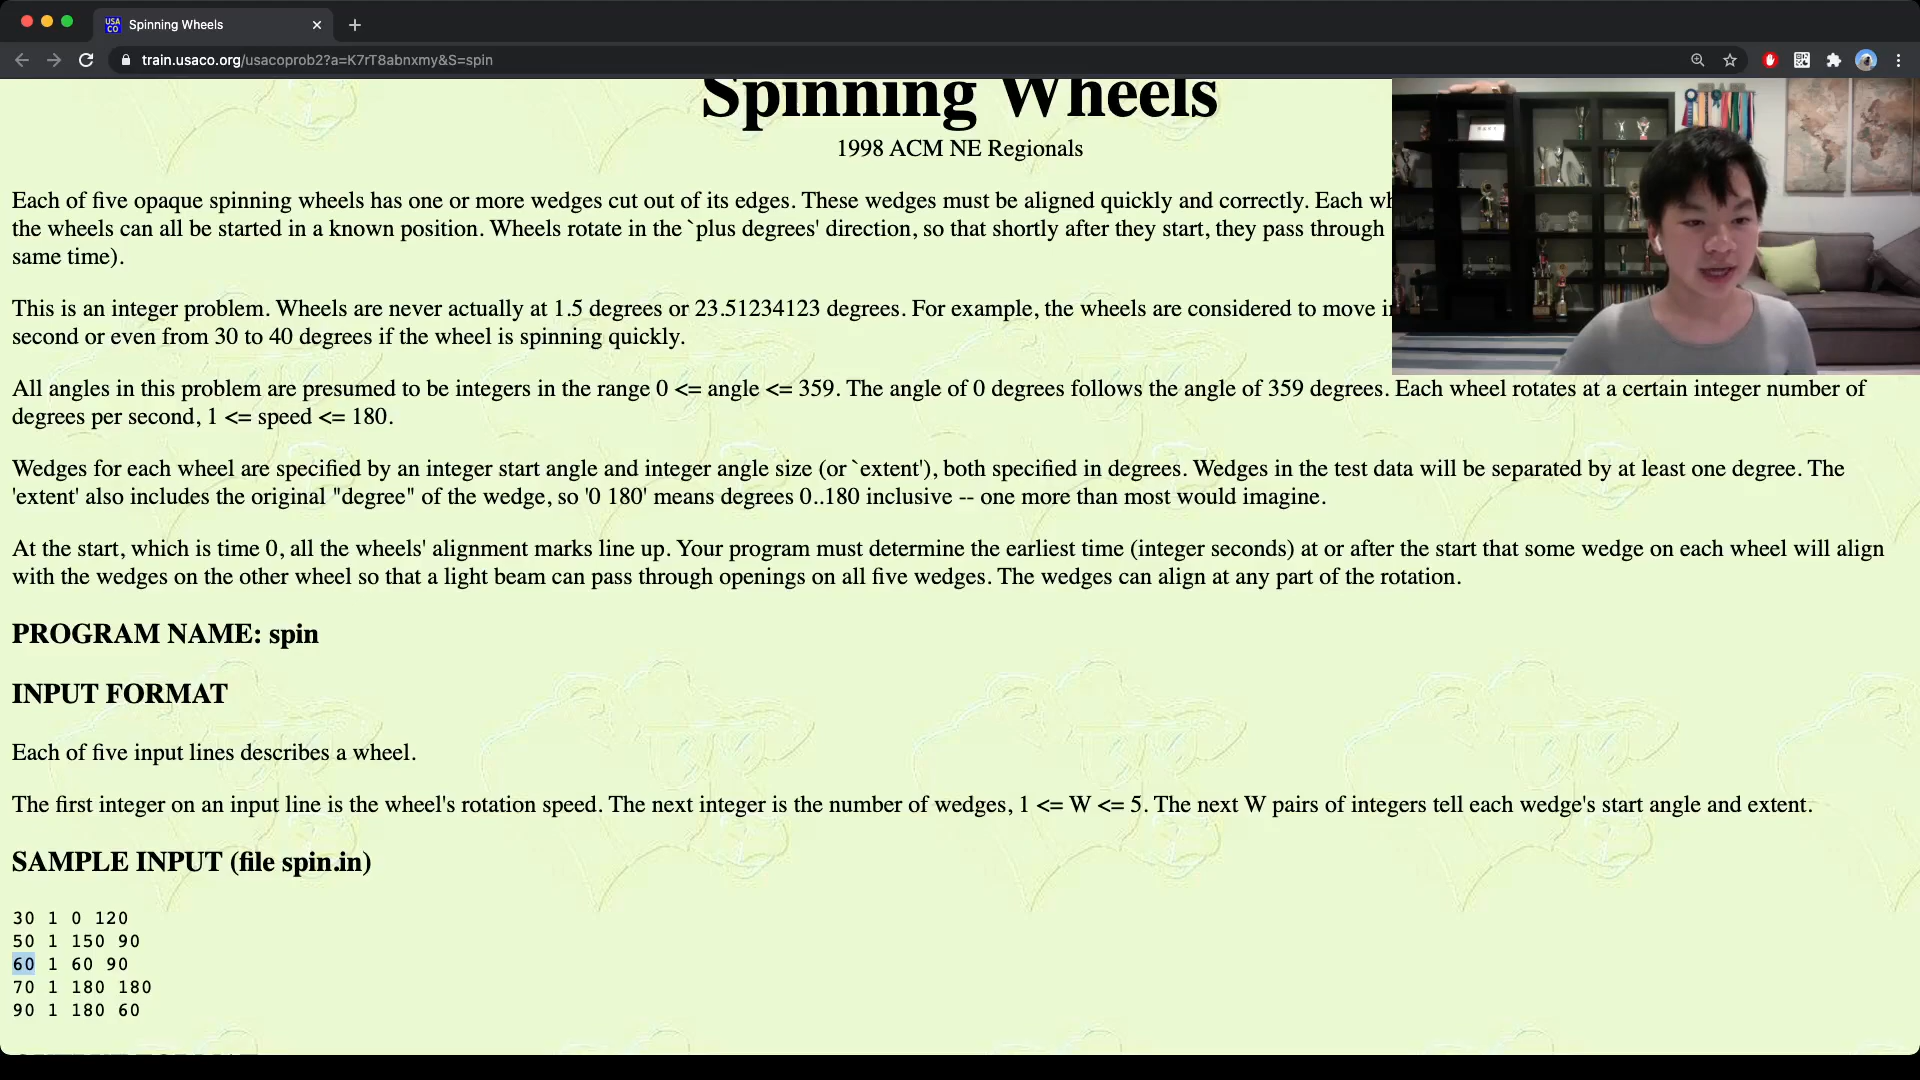 USA
CO
Spinning Wheels
train.usaco.org/usacoprob2?a=K7rT8abnxmy&S=spin
Spinning Wheels
1998 ACM NE Regionals
Each of five opaque spinning wheels has one or more wedges cut out of its edges. These wedges must be aligned quickly and correctly. Each wh
the wheels can all be started in a known position. Wheels rotate in the `plus degrees' direction, so that shortly after they start, they pass through
same time).
This is an integer problem. Wheels are never actually at 1.5 degrees or 23.51234123 degrees. For example, the wheels are considered to move in
second or even from 30 to 40 degrees if the wheel is spinning quickly.
All angles in this problem are presumed to be integers in the range 0 <= angle <= 359. The angle of 0 degrees follows the angle of 359 degrees. Each wheel rotates at a certain integer number of
degrees per second, 1 <= speed <= 180.
Wedges for each wheel are specified by an integer start angle and integer angle size (or `extent'), both specified in degrees. Wedges in the test data will be separated by at least one degree. The
'extent' also includes the original "degree" of the wedge, so '0 180' means degrees 0..180 inclusive -- one more than most would imagine.
At the start, which is time 0, all the wheels' alignment marks line up. Your program must determine the earliest time (integer seconds) at or after the start that some wedge on each wheel will align
with the wedges on the other wheel so that a light beam can pass through openings on all five wedges. The wedges can align at any part of the rotation.
PROGRAM NAME: spin
INPUT FORMAT
Each of five input lines describes a wheel.
The first integer on an input line is the wheel's rotation speed. The next integer is the number of wedges, 1 <= W <= 5. The next W pairs of integers tell each wedge's start angle and extent.
SAMPLE INPUT (file spin.in)
30 1 0 120
50 1 150 90
60 1 60 90
70 1 180 180
90 1 180 60